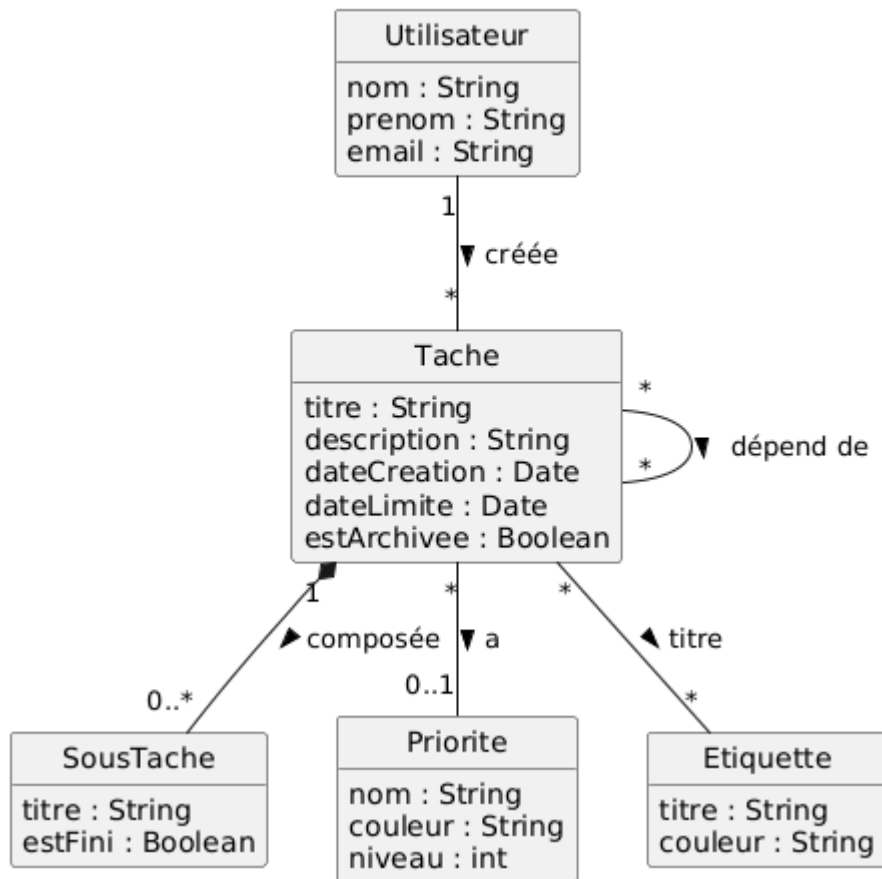 Utilisateur
nom : String
prenom : String
email : String
1
créée
*
Tache
titre : String
description : String
dateCreation : Date
dateLimite : Date
estArchivee : Boolean
*
dépend de
*
1
*
*
composée
a
titre
0..*
0..1
*
SousTache
titre : String
estFini : Boolean
Priorite
nom : String
couleur : String
niveau : int
Etiquette
titre : String
couleur : String